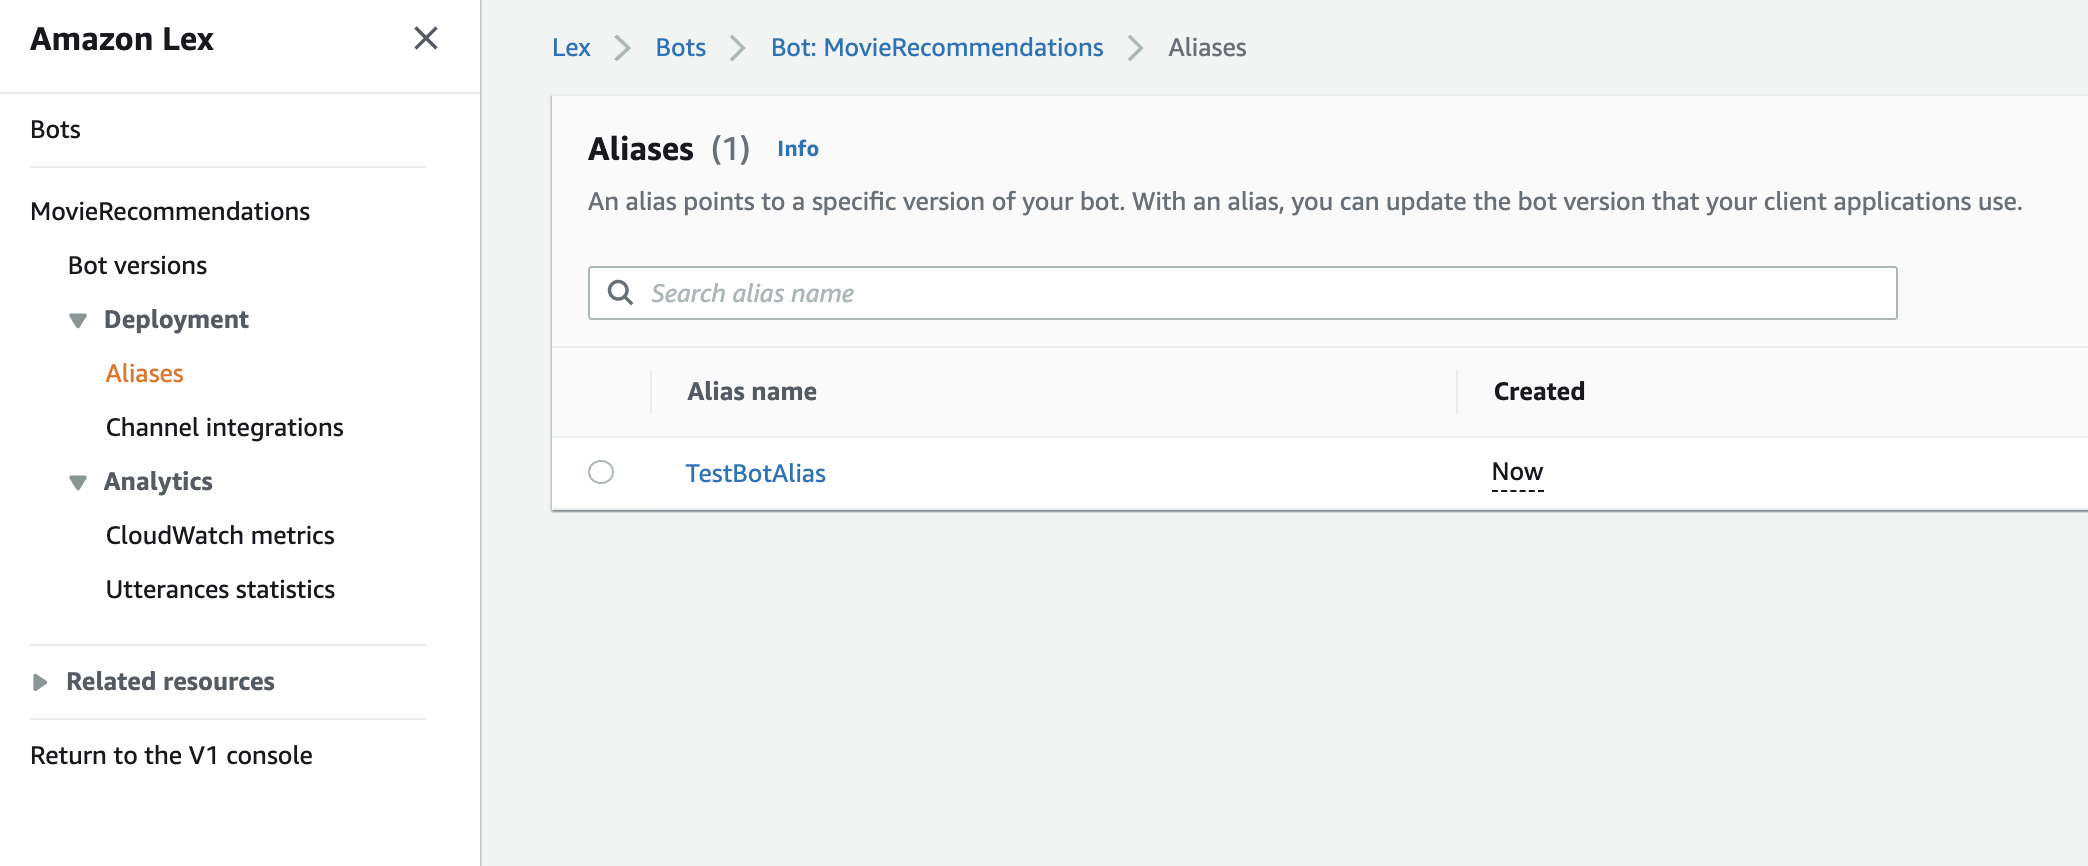 Amazon Lex
Bots
MovieRecommendations
Bot versions
Deployment
Aliases
Channel integrations
Analytics
CloudWatch metrics
Utterances statistics
Related resources
Return to the V1 console
Lex Bots Bot: MovieRecommendations Aliases
Aliases (1) Info
An alias points to a specific version of your bot. With an alias, you can update the bot version that your client applications use.
Search alias name
Alias name Created
TestBotAlias Now